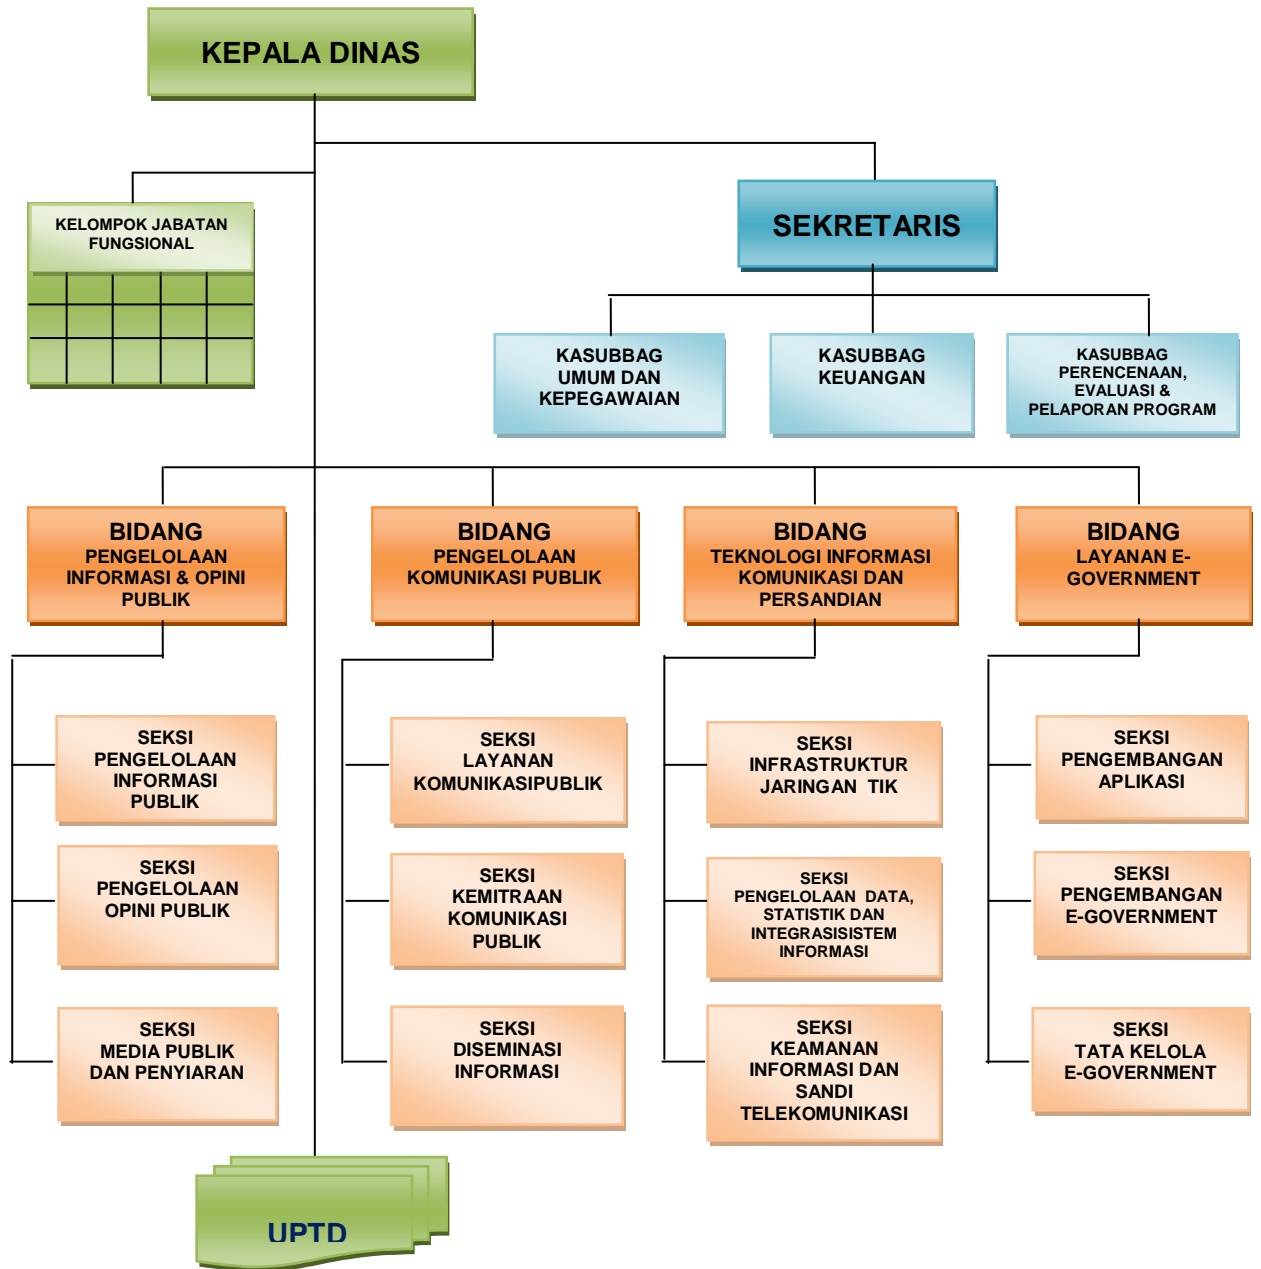 KEPALA DINAS
KELOMPOK JABATAN
FUNGSIONAL
SEKRETARIS
KASUBBAG
UMUM DAN
KEPEGAWAIAN
KASUBBAG
KEUANGAN
KASUBBAG
PERENCENAAN,
EVALUASI &
PELAPORAN PROGRAM
BIDANG
PENGELOLAAN
INFORMASI & OPINI
PUBLIK
BIDANG
PENGELOLAAN
KOMUNIKASI PUBLIK
BIDANG
TEKNOLOGI INFORMASI
KOMUNIKASI DAN
PERSANDIAN
BIDANG
LAYANAN E-
GOVERNMENT
SEKSI
PENGELOLAAN
INFORMASI
PUBLIK
SEKSI
LAYANAN
KOMUNIKASIPUBLIK
SEKSI
INFRASTRUKTUR
JARINGAN  TIK
SEKSI
PENGEMBANGAN
APLIKASI
SEKSI
PENGELOLAAN
OPINI PUBLIK
SEKSI
KEMITRAAN
KOMUNIKASI
PUBLIK
SEKSI
PENGELOLAAN  DATA,
STATISTIK DAN
INTEGRASISISTEM
INFORMASI
SEKSI
PENGEMBANGAN
E-GOVERNMENT
SEKSI
MEDIA PUBLIK
DAN PENYIARAN
SEKSI
DISEMINASI
INFORMASI
SEKSI
KEAMANAN
INFORMASI DAN
SANDI
TELEKOMUNIKASI
SEKSI
TATA KELOLA
E-GOVERNMENT
UPTD